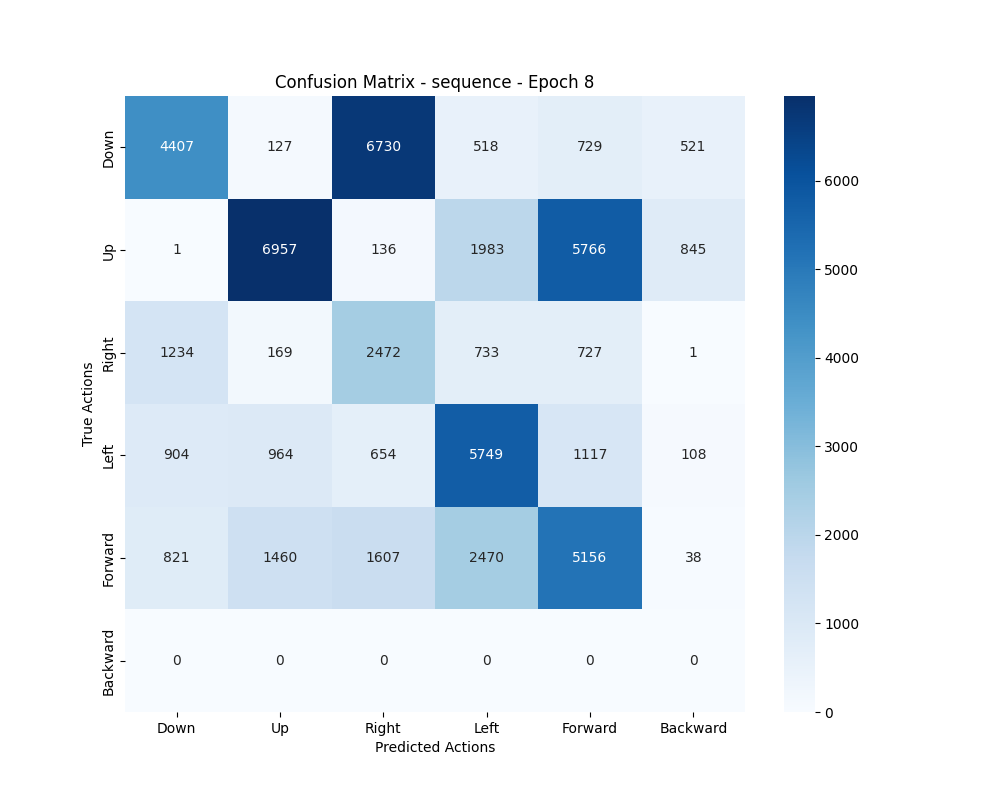 Confusion Matrix - sequence - Epoch 8
True Actions
Down 4407 127 6730 518 729 521
Up 1 6957 136 1983 5766 845
Right 1234 169 2472 733 727 1
Left 904 964 654 5749 1117 108
Forward 821 1460 1607 2470 5156 38
Backward 0 0 0 0 0 0
Down Up Right Left Forward Backward
Predicted Actions
6000
5000
4000
3000
2000
1000
0